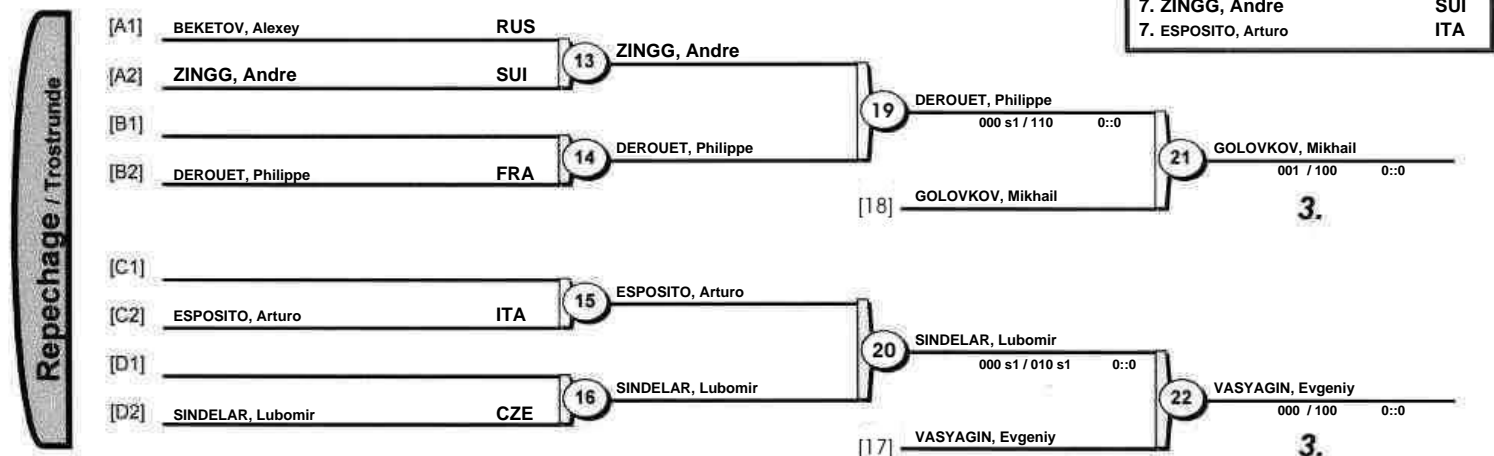 7. ZINGG, Andre SUI
7. ESPOSITO, Arturo ITA
Repechage / Trostrunde
[A1] BEKETOV, Alexey RUS
[A2] ZINGG, Andre SUI
13 ZINGG, Andre
[B1]
[B2] DEROUET, Philippe FRA
14 DEROUET, Philippe
19 DEROUET, Philippe
000 s1 / 110 0::0
[18] GOLOVKOV, Mikhail
21 GOLOVKOV, Mikhail
001 / 100 0::0
3.
[C1]
[C2] ESPOSITO, Arturo ITA
15 ESPOSITO, Arturo
[D1]
[D2] SINDELAR, Lubomir CZE
16 SINDELAR, Lubomir
20 SINDELAR, Lubomir
000 s1 / 010 s1 0::0
[17] VASYAGIN, Evgeniy
22 VASYAGIN, Evgeniy
000 / 100 0::0
3.